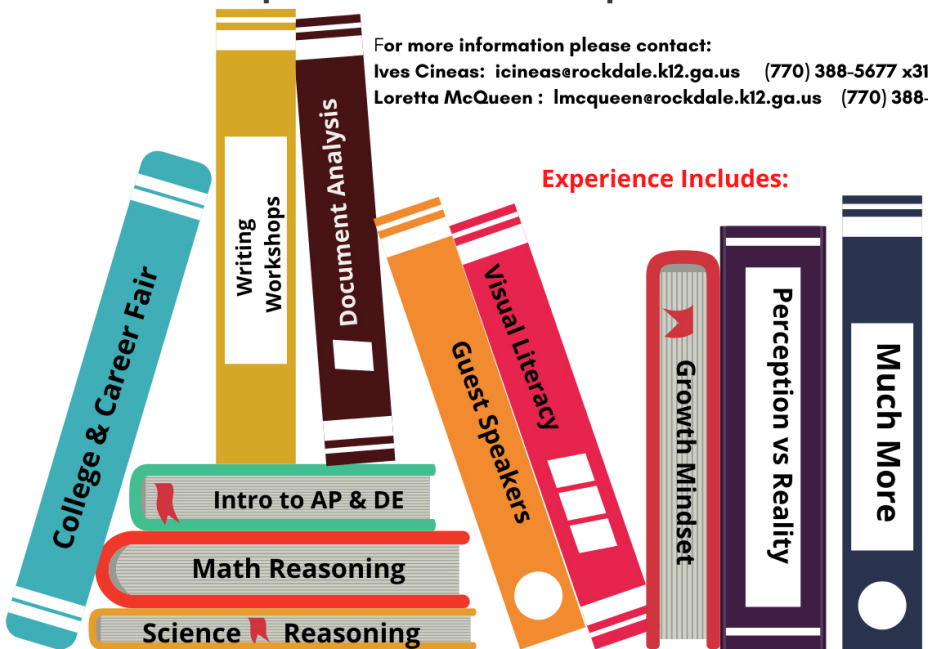 For more information please contact:
Ives Cineas: icineas@rockdale.k12.ga.us (770) 388-5677 x31
Loretta McQueen : lmcqueen@rockdale.k12.ga.us (770) 388-
Experience Includes:
College & Career Fair
Writing
Workshops
Document Analysis
Guest Speakers
Visual Literacy
Growth Mindset
Perception vs Reality
Much More
Intro to AP & DE
Math Reasoning
Science Reasoning